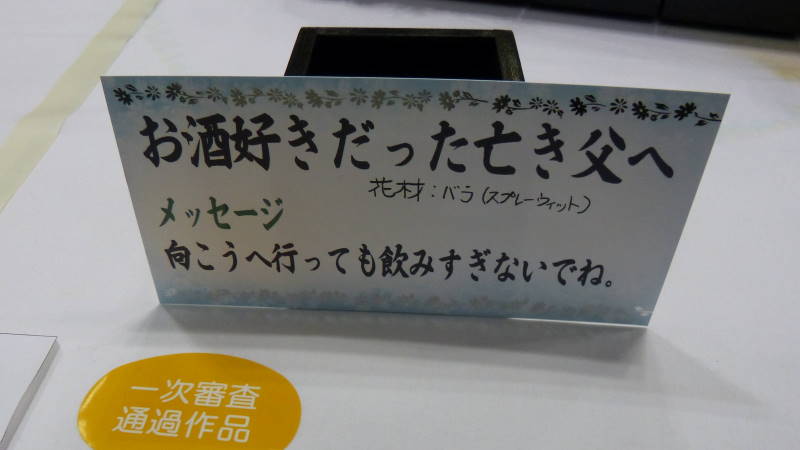 お酒好きだった亡き父へ
花材：バラ（スプレーウィット）
メッセージ
向こうへ行っても飲みすぎないでね。
一次審査
通過作品